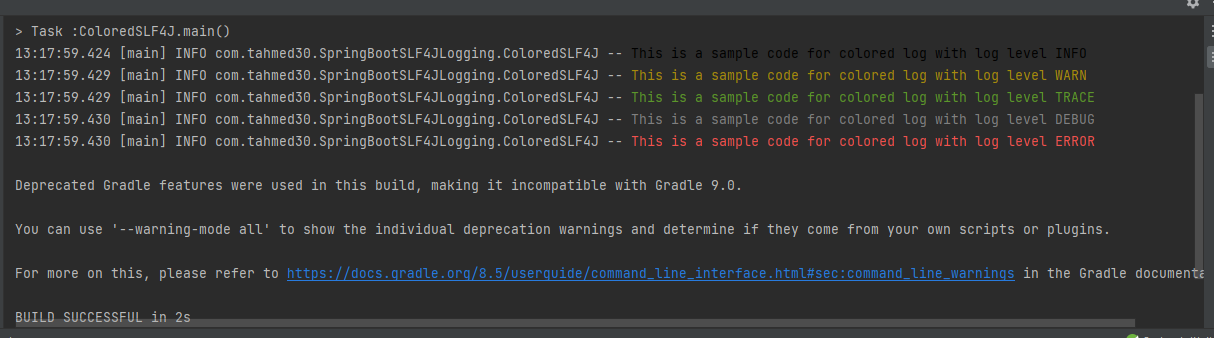 > Task :ColoredSLF4J.main()
13:17:59.424 [main] INFO com.tahmed30.SpringBootSLF4JLogging.ColoredSLF4J -- This is a sample code for colored log with log level INFO
13:17:59.429 [main] INFO com.tahmed30.SpringBootSLF4JLogging.ColoredSLF4J -- This is a sample code for colored log with log level WARN
13:17:59.429 [main] INFO com.tahmed30.SpringBootSLF4JLogging.ColoredSLF4J -- This is a sample code for colored log with log level TRACE
13:17:59.430 [main] INFO com.tahmed30.SpringBootSLF4JLogging.ColoredSLF4J -- This is a sample code for colored log with log level DEBUG
13:17:59.430 [main] INFO com.tahmed30.SpringBootSLF4JLogging.ColoredSLF4J -- This is a sample code for colored log with log level ERROR
Deprecated Gradle features were used in this build, making it incompatible with Gradle 9.0.
You can use '--warning-mode all' to show the individual deprecation warnings and determine if they come from your own scripts or plugins.
For more on this, please refer to https://docs.gradle.org/8.5/userguide/command_line_interface.html#sec:command_line_warnings in the Gradle documenta
BUILD SUCCESSFUL in 2s